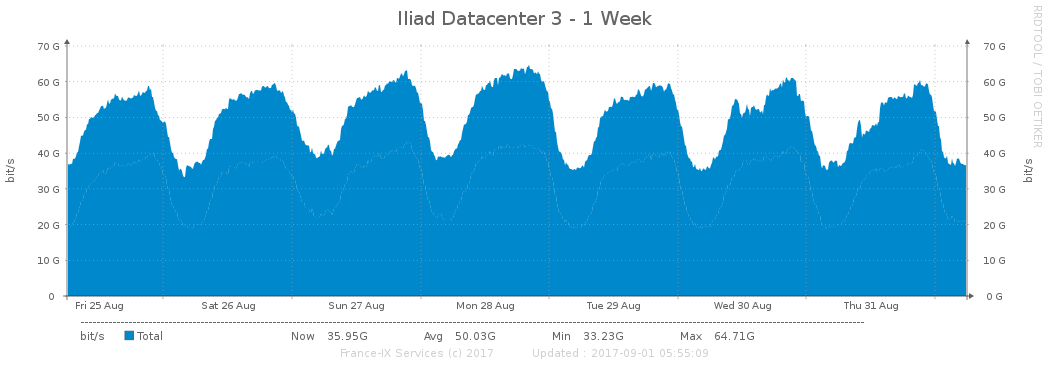 Iliad Datacenter 3 - 1 Week
RRDTOOL / TOBI OETIKER
70 G 70 G
60 G 60 G
50 G 50 G
40 G 40 G
30 G 30 G
20 G 20 G
10 G 10 G
0 0 G
bit/s bit/s
Fri 25 Aug Sat 26 Aug Sun 27 Aug Mon 28 Aug Tue 29 Aug Wed 30 Aug Thu 31 Aug
bit/s Total Now 35.95G Avg 50.03G Min 33.23G Max 64.71G
France-IX Services (c) 2017 Updated : 2017-09-01 05:55:09